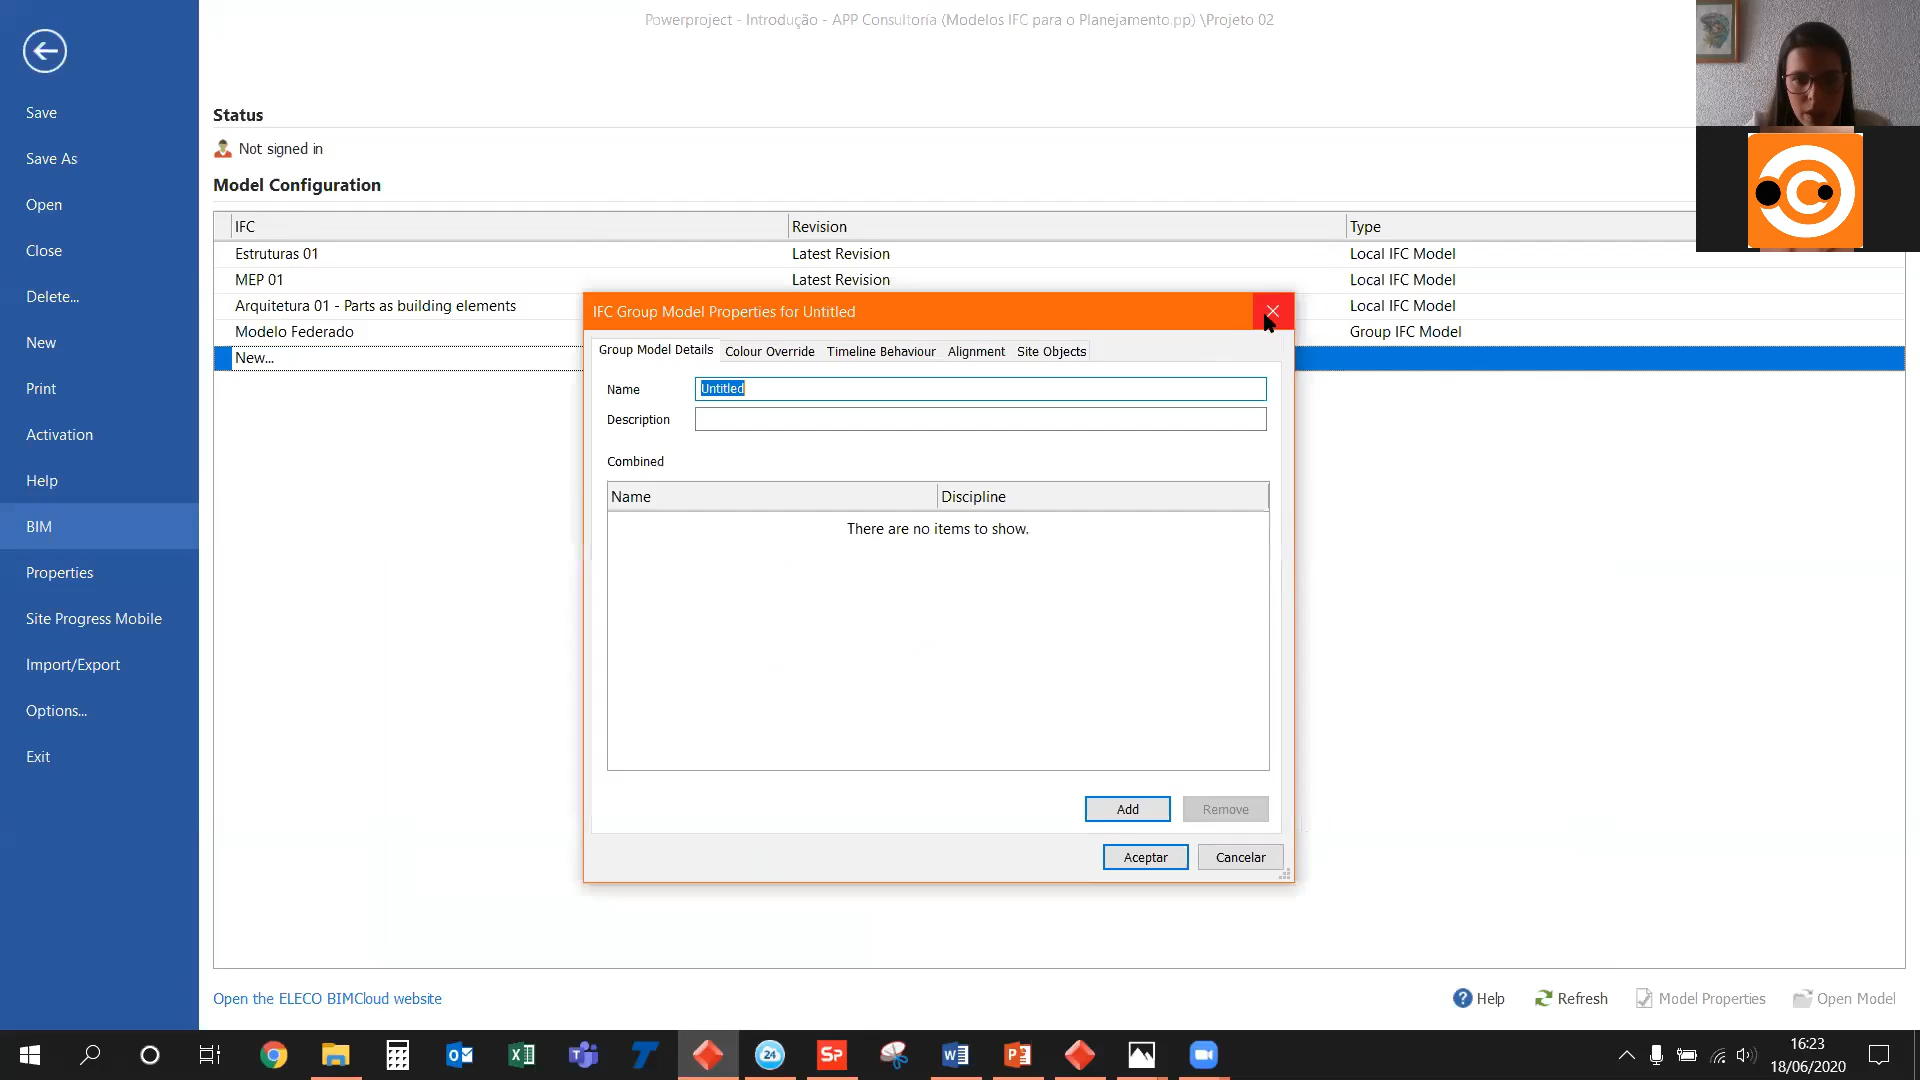 Powerproject - Introdução - APP Consultoría (Modelos IFC para o Planejamento.pp) \Projeto 02
Save
Save As
Open
Close
Delete...
New
Print
Activation
Help
BIM
Properties
Site Progress Mobile
Import/Export
Options...
Exit
Status
Not signed in
Model Configuration
IFC Revision Type
Estruturas 01 Latest Revision Local IFC Model
MEP 01 Latest Revision Local IFC Model
Arquitetura 01 - Parts as building elements Local IFC Model
Modelo Federado Group IFC Model
New...
IFC Group Model Properties for Untitled
Group Model Details Colour Override Timeline Behaviour Alignment Site Objects
Name Untitled
Description
Combined
Name Discipline
There are no items to show.
Add Remove
Aceptar Cancelar
Open the ELECO BIMCloud website
Help Refresh Model Properties Open Model
24
SP
16:23
18/06/2020